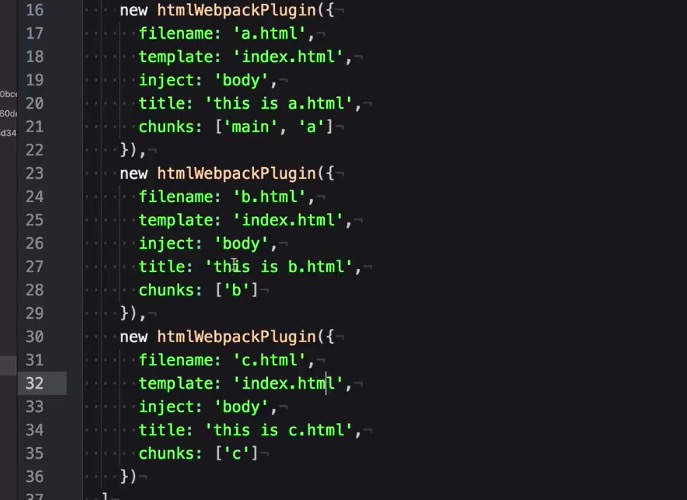 0bce
60de
d34
16 new htmlWebpackPlugin({
17 filename: 'a.html',
18 template: 'index.html',
19 inject: 'body',
20 title: 'this is a.html',
21 chunks: ['main', 'a']
22 }),
23 new htmlWebpackPlugin({
24 filename: 'b.html',
25 template: 'index.html',
26 inject: 'body',
27 title: 'this is b.html',
28 chunks: ['b']
29 }),
30 new htmlWebpackPlugin({
31 filename: 'c.html',
32 template: 'index.html',
33 inject: 'body',
34 title: 'this is c.html',
35 chunks: ['c']
36 })
37 ]